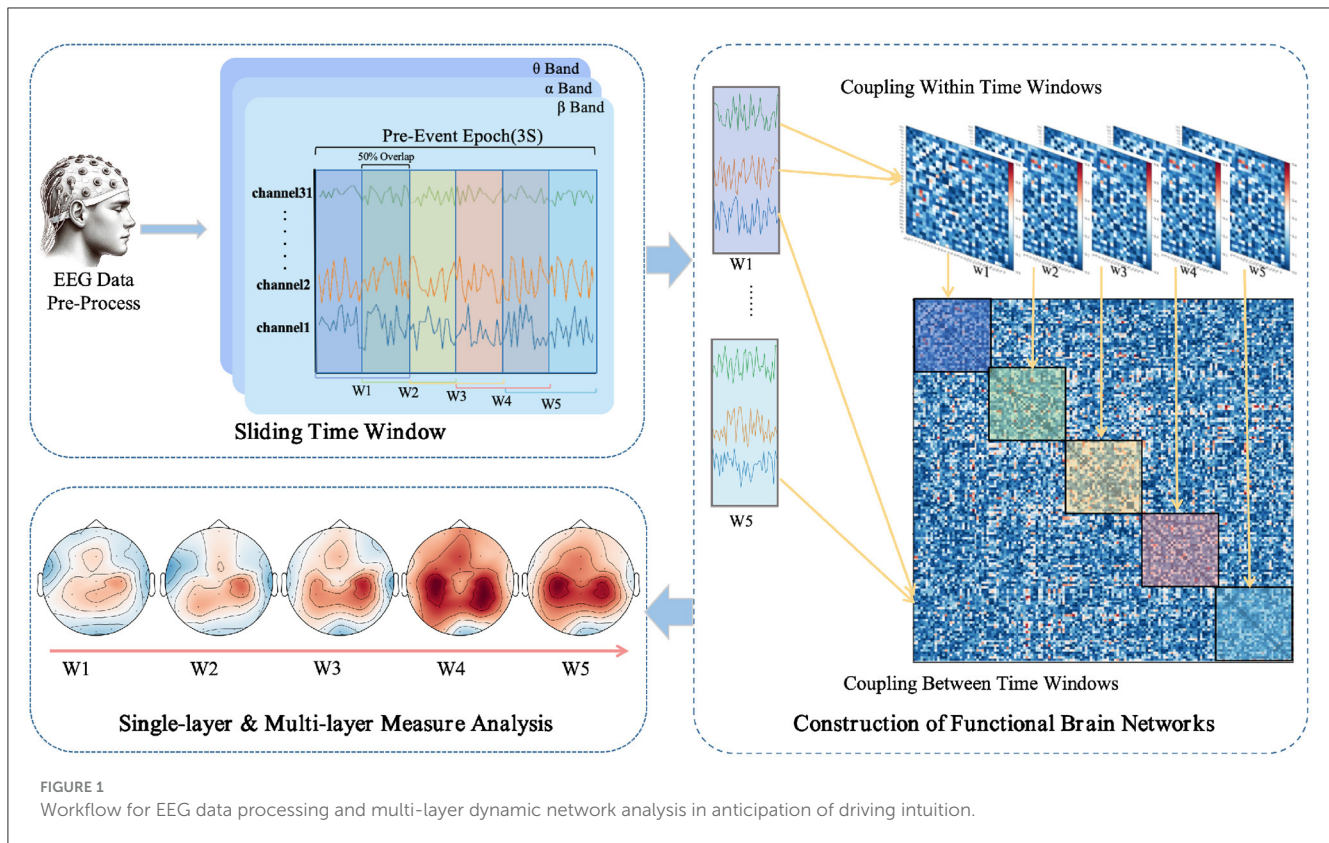 θ Band
α Band
β Band
Pre-Event Epoch(3S)
50% Overlap
channel31
channel2
channel1
EEG Data
Pre-Process
W1
W2
W3
W4
W5
Sliding Time Window
W1
......
W5
Coupling Within Time Windows
W1
W2
W3
W4
W5
Coupling Between Time Windows
Construction of Functional Brain Networks
W1
W2
W3
W4
W5
Single-layer & Multi-layer Measure Analysis
FIGURE 1
Workflow for EEG data processing and multi-layer dynamic network analysis in anticipation of driving intuition.